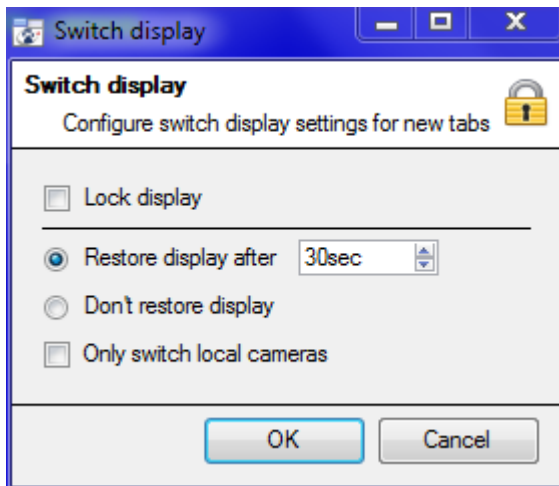 Switch display
Switch display
Configure switch display settings for new tabs
Lock display
Restore display after 30sec
Don't restore display
Only switch local cameras
OK Cancel